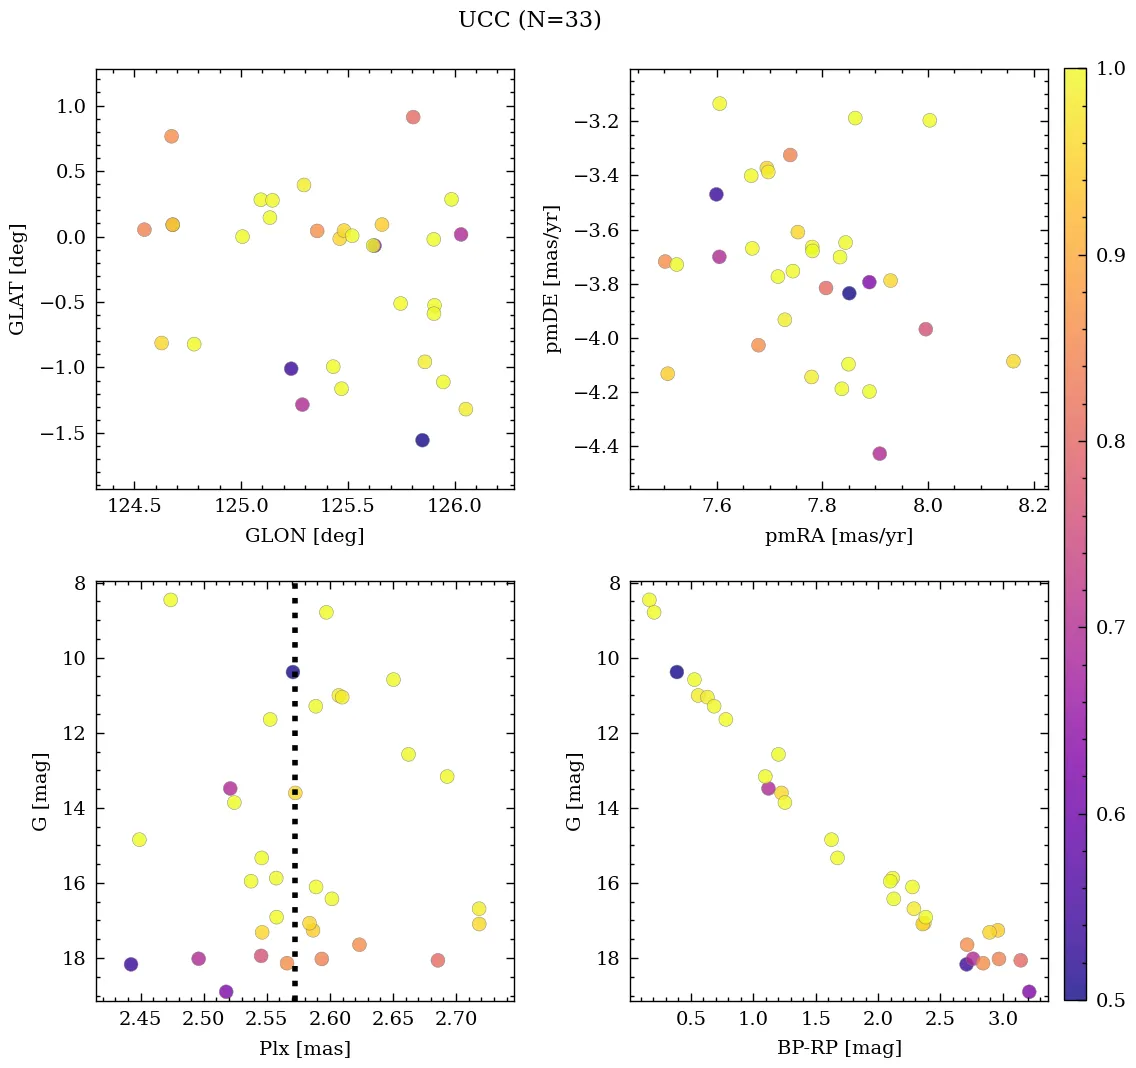 UCC (N=33)
1.0
0.5
0.0
−0.5
−1.0
−1.5
GLAT [deg]
124.5 125.0 125.5 126.0
GLON [deg]
−3.2
−3.4
−3.6
−3.8
−4.0
−4.2
−4.4
pmDE [mas/yr]
7.6 7.8 8.0 8.2
pmRA [mas/yr]
1.0
0.9
0.8
0.7
0.6
0.5
8
10
12
14
16
18
G [mag]
2.45 2.50 2.55 2.60 2.65 2.70
Plx [mas]
8
10
12
14
16
18
G [mag]
0.5 1.0 1.5 2.0 2.5 3.0
BP-RP [mag]